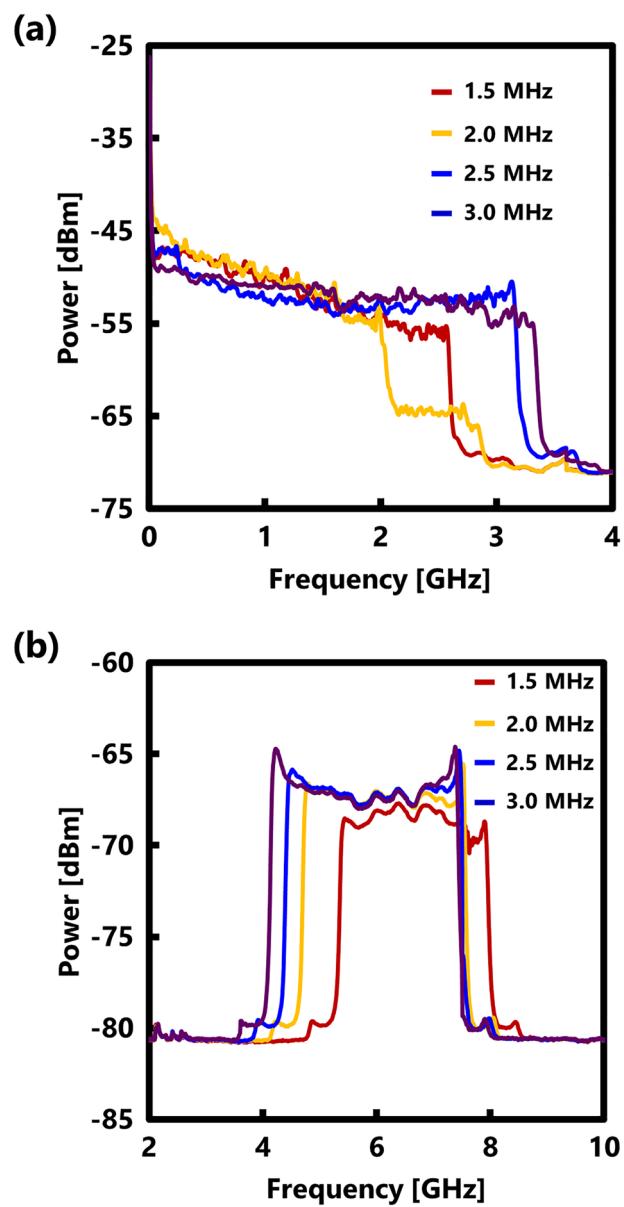 (a)
-25
-35
-45
-55
-65
-75
Power [dBm]
1.5 MHz
2.0 MHz
2.5 MHz
3.0 MHz
0 1 2 3 4
Frequency [GHz]
(b)
-60
-65
-70
-75
-80
-85
Power [dBm]
1.5 MHz
2.0 MHz
2.5 MHz
3.0 MHz
2 4 6 8 10
Frequency [GHz]